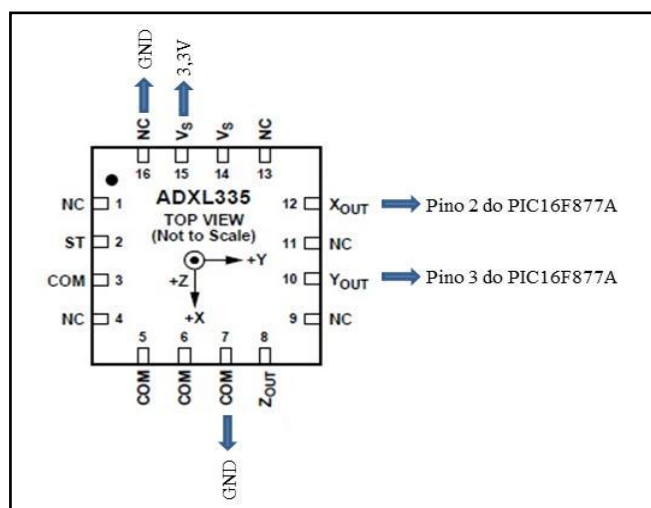 GND
3,3V
NC
VS
VS
NC
16
15
14
13
ADXL335
TOP VIEW
(Not to Scale)
NC 1
ST 2
COM 3
NC 4
12 XOUT
11 NC
10 YOUT
9 NC
Pino 2 do PIC16F877A
Pino 3 do PIC16F877A
+Y
+Z
+X
5
6
7
8
COM
COM
COM
ZOUT
GND